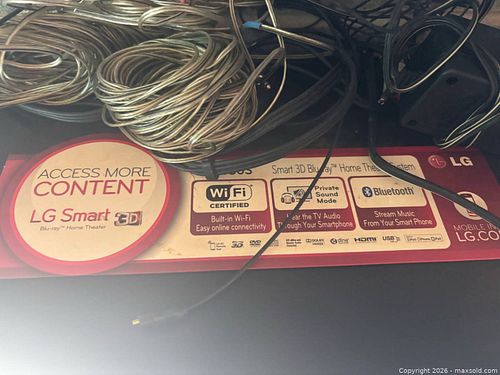 ACCESS MORE
CONTENT
LG Smart 3D
Blu-ray™ Home Theater
Smart 3D Blu-ray™ Home Theater System
LG
WiFi
CERTIFIED
Built-in Wi-Fi
Easy online connectivity
Private
Sound
Mode
Hear the TV Audio
Through Your Smartphone
Bluetooth
Stream Music
From Your Smart Phone
HDMI
USB
MOBILE
LG.CO
Copyright 2026 - maxsold.com